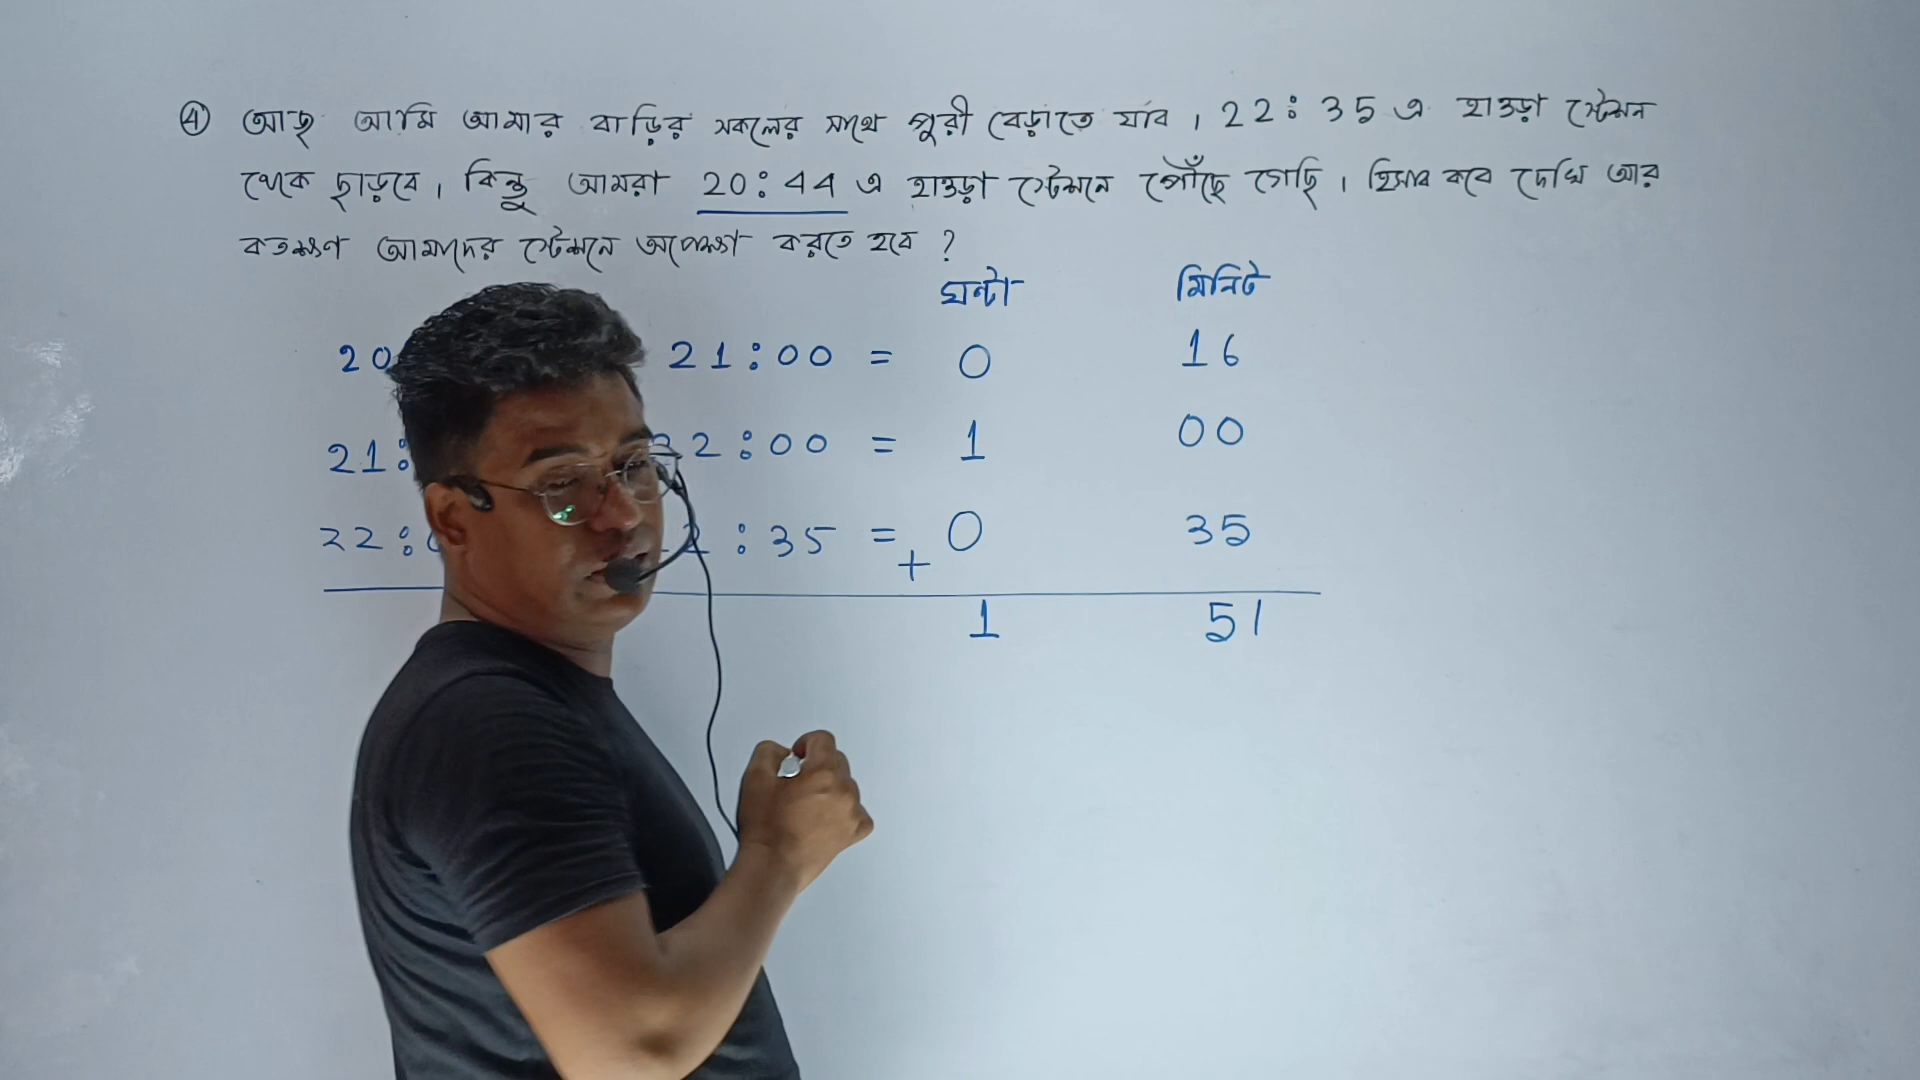 ④ আজ আমি আমার বাড়ির সকলের সাথে পুরী বেড়াতে যাব । 22:35 এ হাওড়া স্টেশন
থেকে ছাড়বে । কিন্তু আমরা 20:44 এ হাওড়া স্টেশনে পৌঁছে গেছি । হিসাব করে দেখি আর
কতক্ষণ আমাদের স্টেশনে অপেক্ষা করতে হবে ?
ঘন্টা মিনিট
20 21:00 = 0 16
21: 22:00 = 1 00
22: 2:35 = + 0 35
1 51